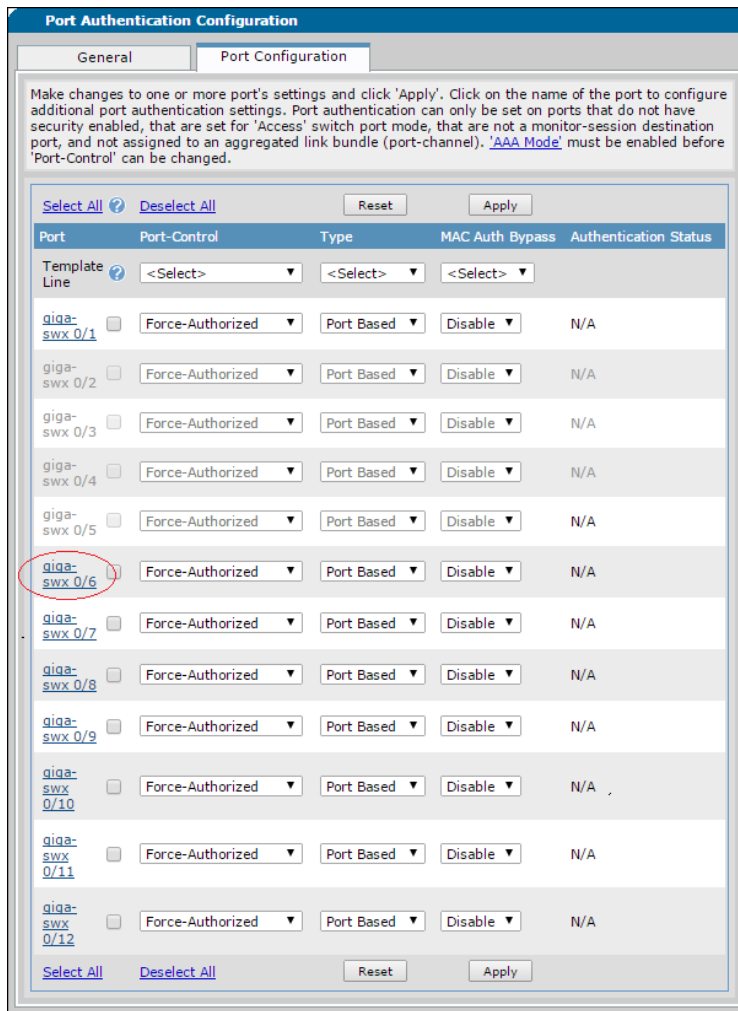 Port Authentication Configuration
General Port Configuration
Make changes to one or more port's settings and click 'Apply'. Click on the name of the port to configure
additional port authentication settings. Port authentication can only be set on ports that do not have
security enabled, that are set for 'Access' switch port mode, that are not a monitor-session destination
port, and not assigned to an aggregated link bundle (port-channel). 'AAA Mode' must be enabled before
'Port-Control' can be changed.
Select All ? Deselect All Reset Apply
Port Port-Control Type MAC Auth Bypass Authentication Status
Template
Line ? <Select> <Select> <Select>
giga-
swx 0/1 Force-Authorized Port Based Disable N/A
giga-
swx 0/2 Force-Authorized Port Based Disable N/A
giga-
swx 0/3 Force-Authorized Port Based Disable N/A
giga-
swx 0/4 Force-Authorized Port Based Disable N/A
giga-
swx 0/5 Force-Authorized Port Based Disable N/A
giga-
swx 0/6 Force-Authorized Port Based Disable N/A
giga-
swx 0/7 Force-Authorized Port Based Disable N/A
giga-
swx 0/8 Force-Authorized Port Based Disable N/A
giga-
swx 0/9 Force-Authorized Port Based Disable N/A
giga-
swx Force-Authorized Port Based Disable N/A
0/10
giga-
swx Force-Authorized Port Based Disable N/A
0/11
giga-
swx Force-Authorized Port Based Disable N/A
0/12
Select All Deselect All Reset Apply